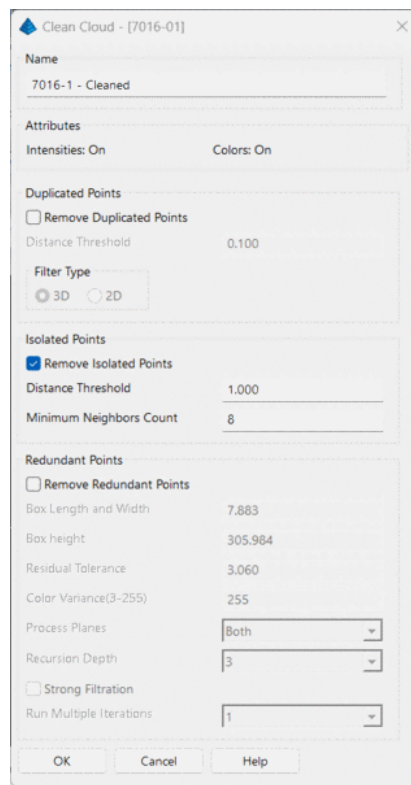 Clean Cloud - [7016-01]
Name
7016-1 - Cleaned
Attributes
Intensities: On Colors: On
Duplicated Points
Remove Duplicated Points
Distance Threshold 0.100
Filter Type
3D 2D
Isolated Points
Remove Isolated Points
Distance Threshold 1.000
Minimum Neighbors Count 8
Redundant Points
Remove Redundant Points
Box Length and Width 7.883
Box height 305.984
Residual Tolerance 3.060
Color Variance(3-255) 255
Process Planes Both
Recursion Depth 3
Strong Filtration
Run Multiple Iterations 1
OK Cancel Help